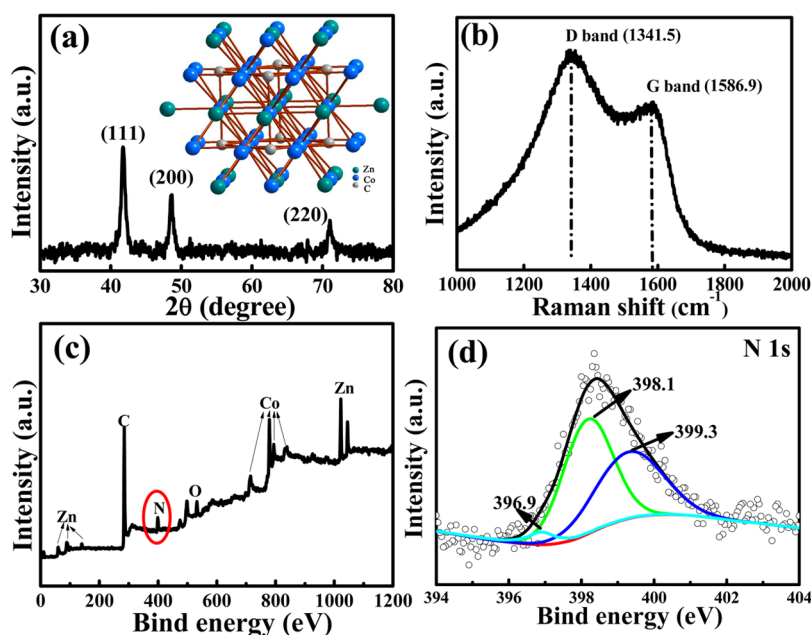 (a)
(111)
(200)
(220)
Zn
Co
C
Intensity (a.u.)
30 40 50 60 70 80
2θ (degree)
(b)
D band (1341.5)
G band (1586.9)
Intensity (a.u.)
1000 1200 1400 1600 1800 2000
Raman shift (cm-1)
(c)
Zn
C
N
O
Co
Zn
Intensity (a.u.)
0 200 400 600 800 1000 1200
Bind energy (eV)
(d)
N 1s
398.1
399.3
396.9
Intensity (a.u.)
394 396 398 400 402 404
Bind energy (eV)